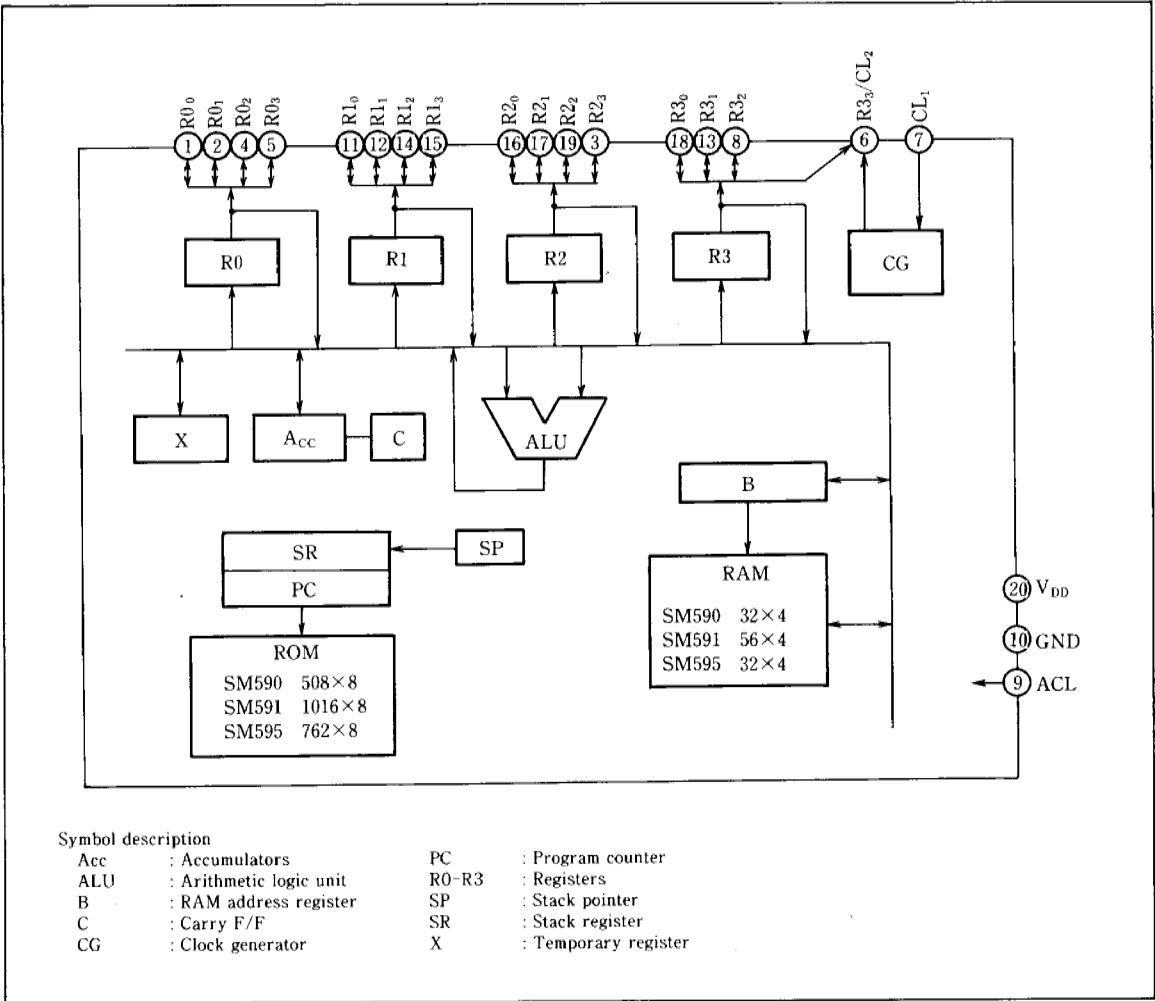 R0₀ R0₁ R0₂ R0₃ R1₀ R1₁ R1₂ R1₃ R2₀ R2₁ R2₂ R2₃ R3₀ R3₁ R3₂ R3₃/CL₂ CL₁
1 2 4 5 11 12 14 15 16 17 19 3 18 13 8 6 7
R0 R1 R2 R3 CG
X ACC C ALU
B
SR SP
PC
RAM
SM590 32×4
SM591 56×4
SM595 32×4
ROM
SM590 508×8
SM591 1016×8
SM595 762×8
20 VDD
10 GND
9 ACL
Symbol description
Acc : Accumulators PC : Program counter
ALU : Arithmetic logic unit R0-R3 : Registers
B : RAM address register SP : Stack pointer
C : Carry F/F SR : Stack register
CG : Clock generator X : Temporary register